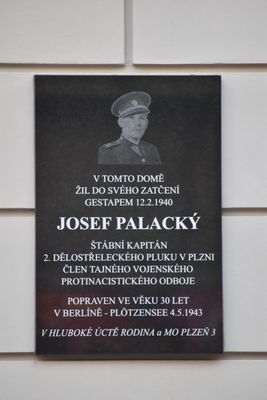 V TOMTO DOMĚ
ŽIL DO SVÉHO ZATČENÍ
GESTAPEM 12.2.1940
JOSEF PALACKÝ
ŠTÁBNÍ KAPITÁN
2. DĚLOSTŘELECKÉHO PLUKU V PLZNI
ČLEN TAJNÉHO VOJENSKÉHO
PROTINACISTICKÉHO ODBOJE
POPRAVEN VE VĚKU 30 LET
V BERLÍNĚ - PLÖTZENSEE 4.5.1943
V HLUBOKÉ ÚCTĚ RODINA a MO PLZEŇ 3